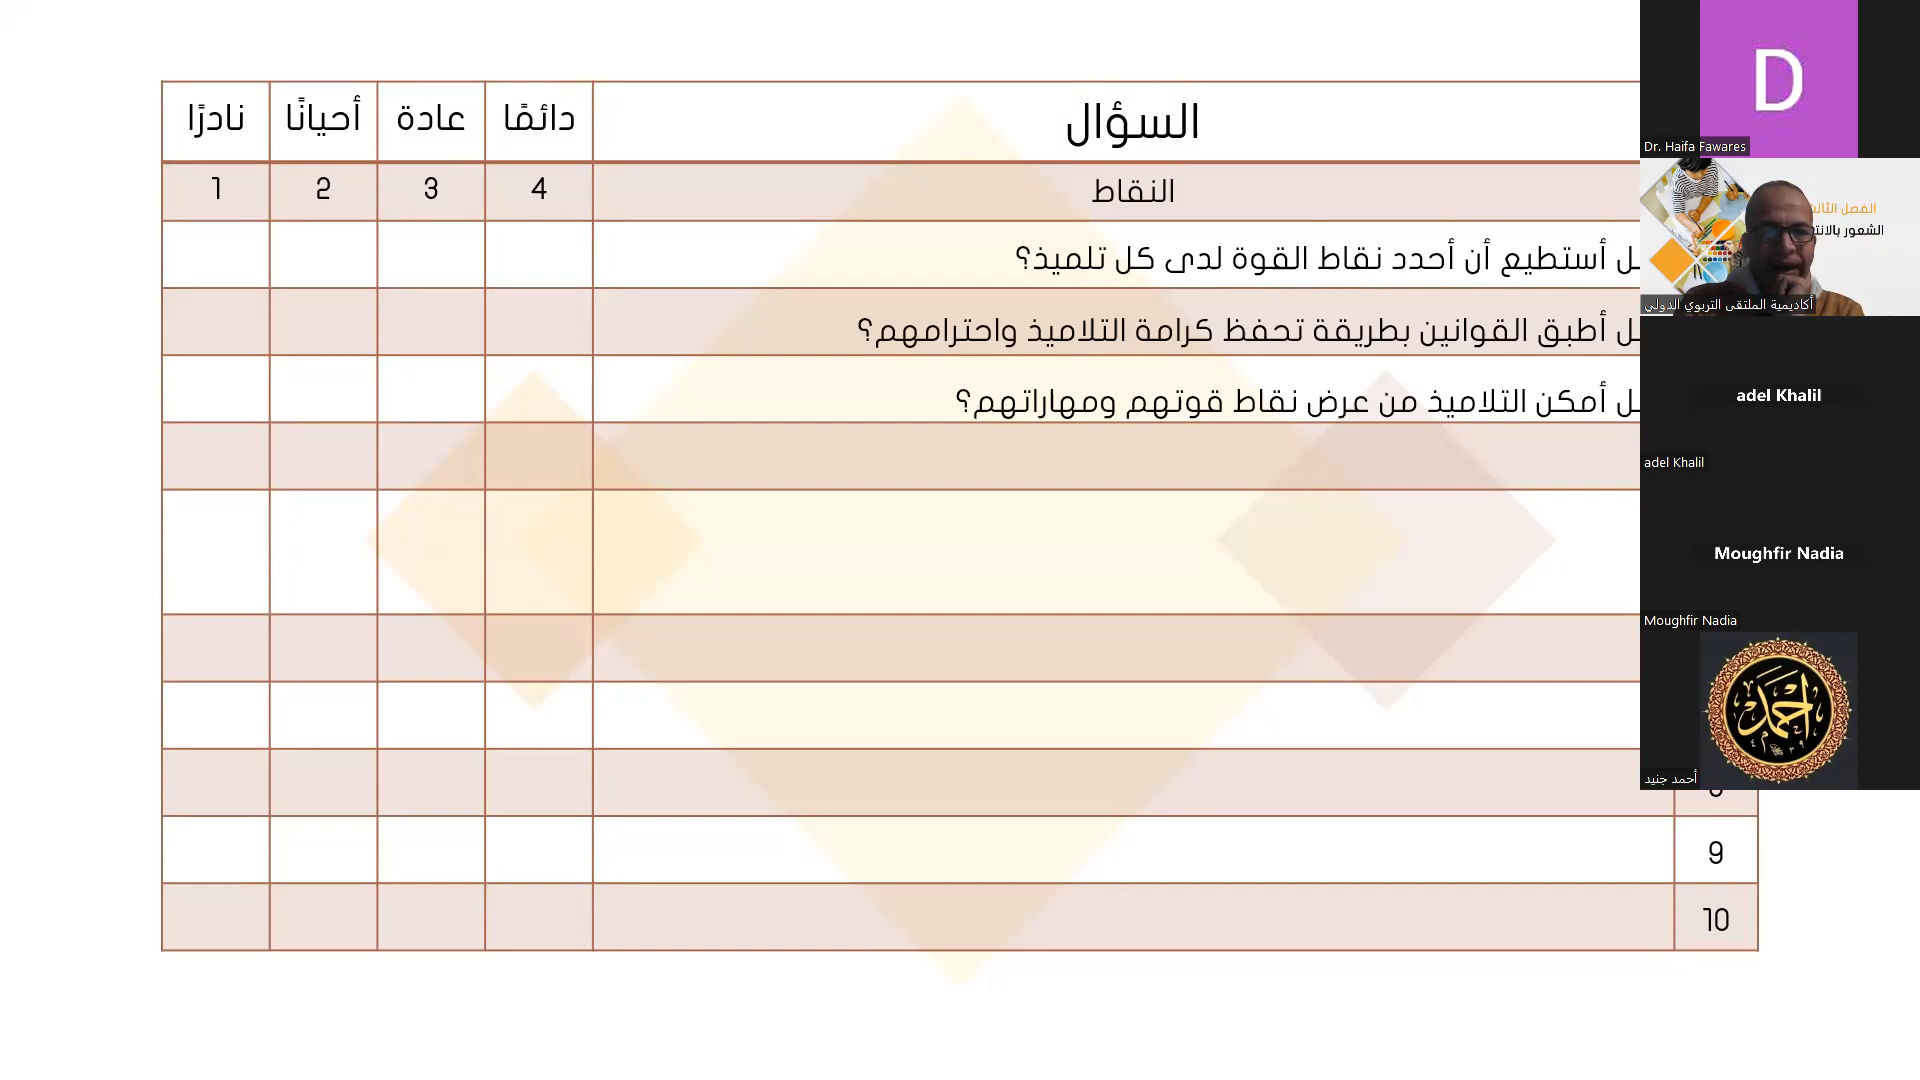 السؤال دائمًا عادة أحيانًا نادرًا
النقاط 4 3 2 1
أستطيع أن أحدد نقاط القوة لدى كل تلميذ؟
أطبق القوانين بطريقة تحفظ كرامة التلاميذ واحترامهم؟
أمكن التلاميذ من عرض نقاط قوتهم ومهاراتهم؟
9
10
D
Dr. Haifa Fawares
الفصل الثالث
الشعور
أكاديمية الملتقى التربوي الدولي
adel Khalil
adel Khalil
Moughfir Nadia
Moughfir Nadia
أحمد
أحمد جنيد